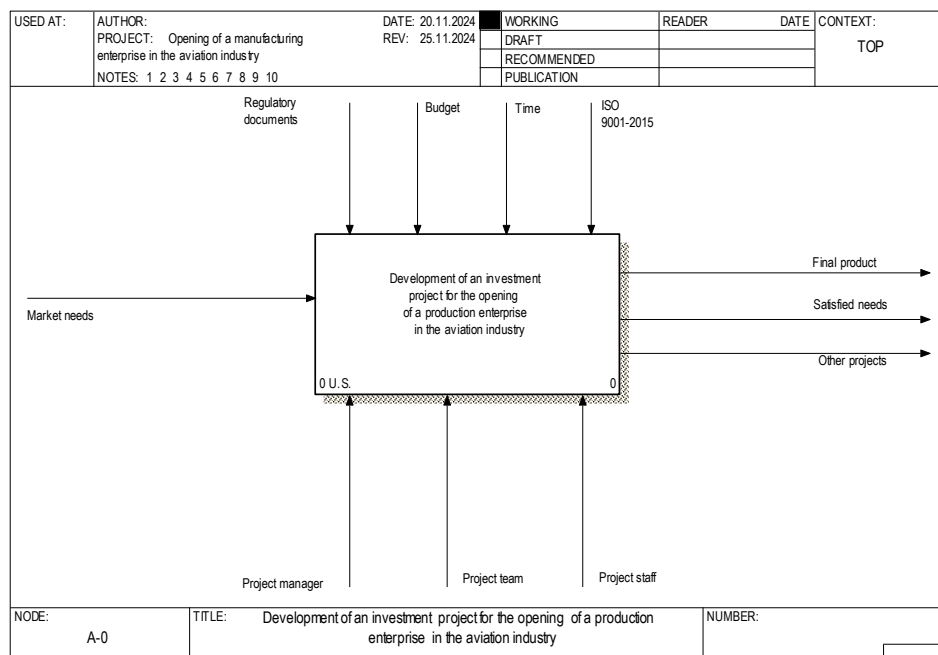 USED AT:
AUTHOR:
DATE: 20.11.2024
PROJECT: Opening of a manufacturing
REV: 25.11.2024
enterprise in the aviation industry
NOTES: 1 2 3 4 5 6 7 8 9 10
WORKING
READER DATE
DRAFT
RECOMMENDED
PUBLICATION
CONTEXT:
TOP
Regulatory
documents
Budget
Time
ISO
9001-2015
Market needs
Development of an investment
project for the opening
of a production enterprise
in the aviation industry
0 U.S.
0
Final product
Satisfied needs
Other projects
Project manager
Project team
Project staff
NODE:
A-0
TITLE:
Development of an investment project for the opening of a production
enterprise in the aviation industry
NUMBER: